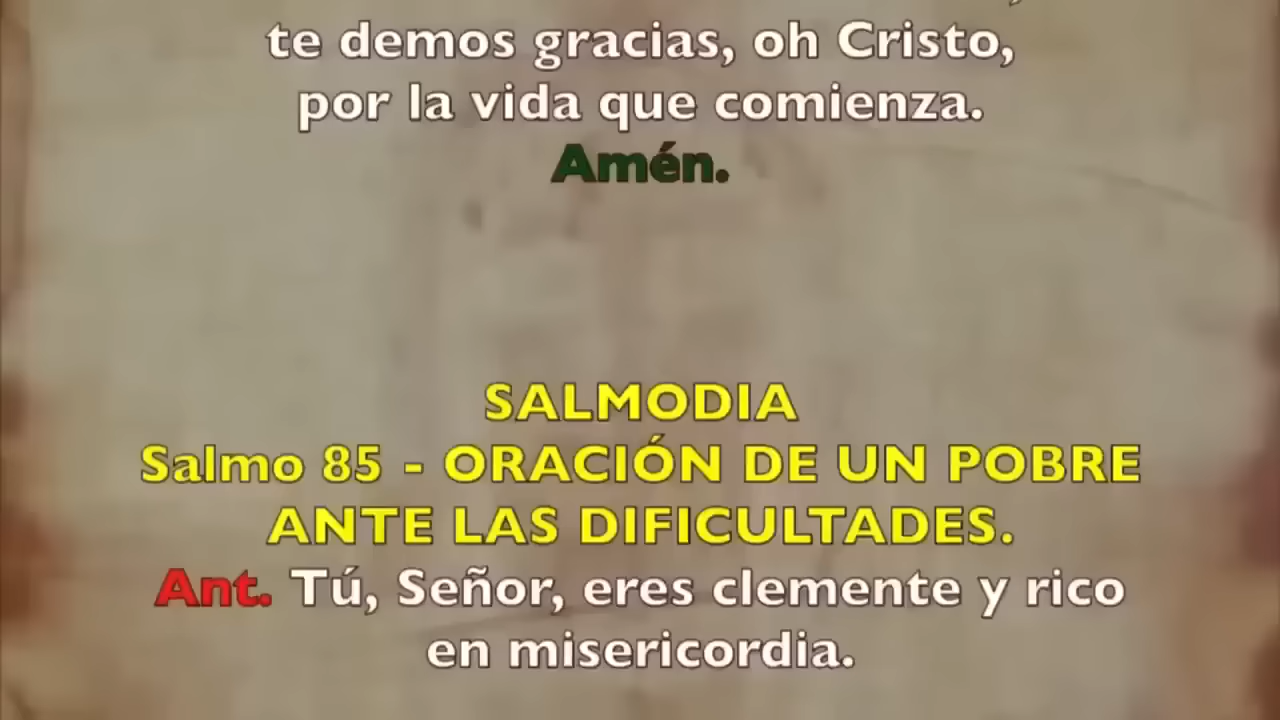 te demos gracias, oh Cristo,
por la vida que comienza.
Amén.
SALMODIA
Salmo 85 - ORACIÓN DE UN POBRE
ANTE LAS DIFICULTADES.
Ant. Tú, Señor, eres clemente y rico
en misericordia.